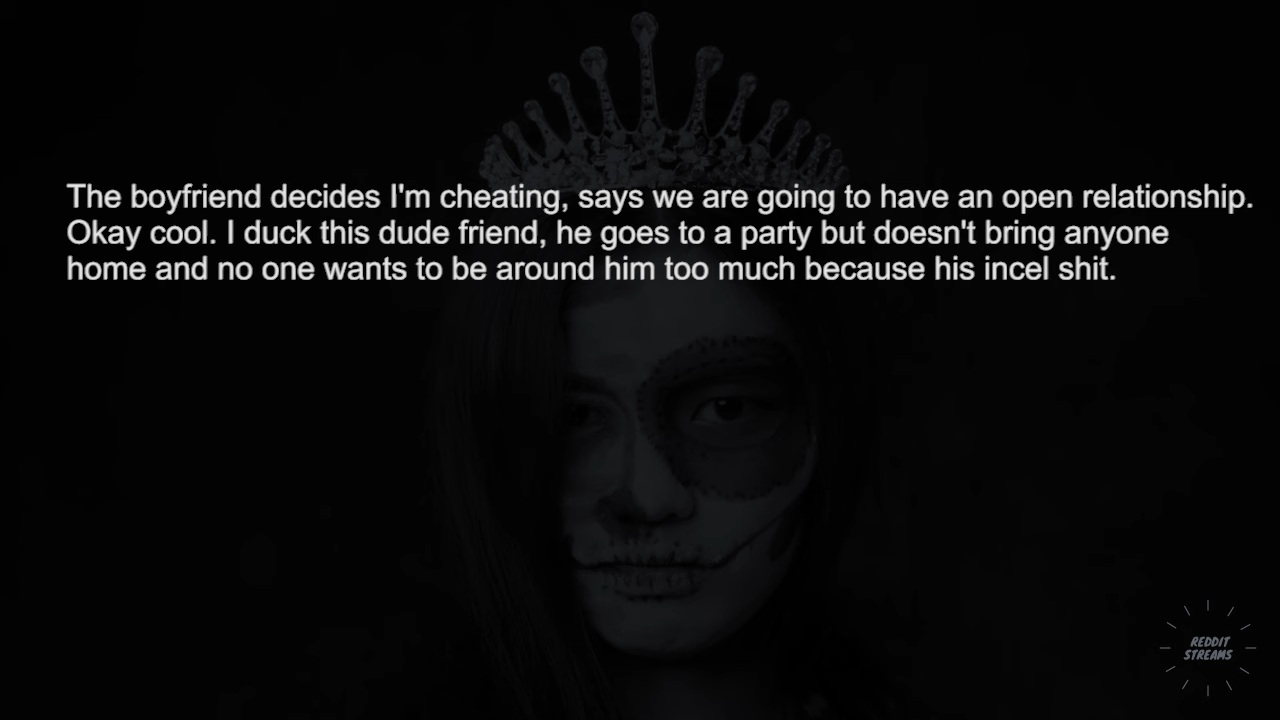 The boyfriend decides I'm cheating, says we are going to have an open relationship.
Okay cool. I duck this dude friend, he goes to a party but doesn't bring anyone
home and no one wants to be around him too much because his incel shit.
REDDIT
STREAMS